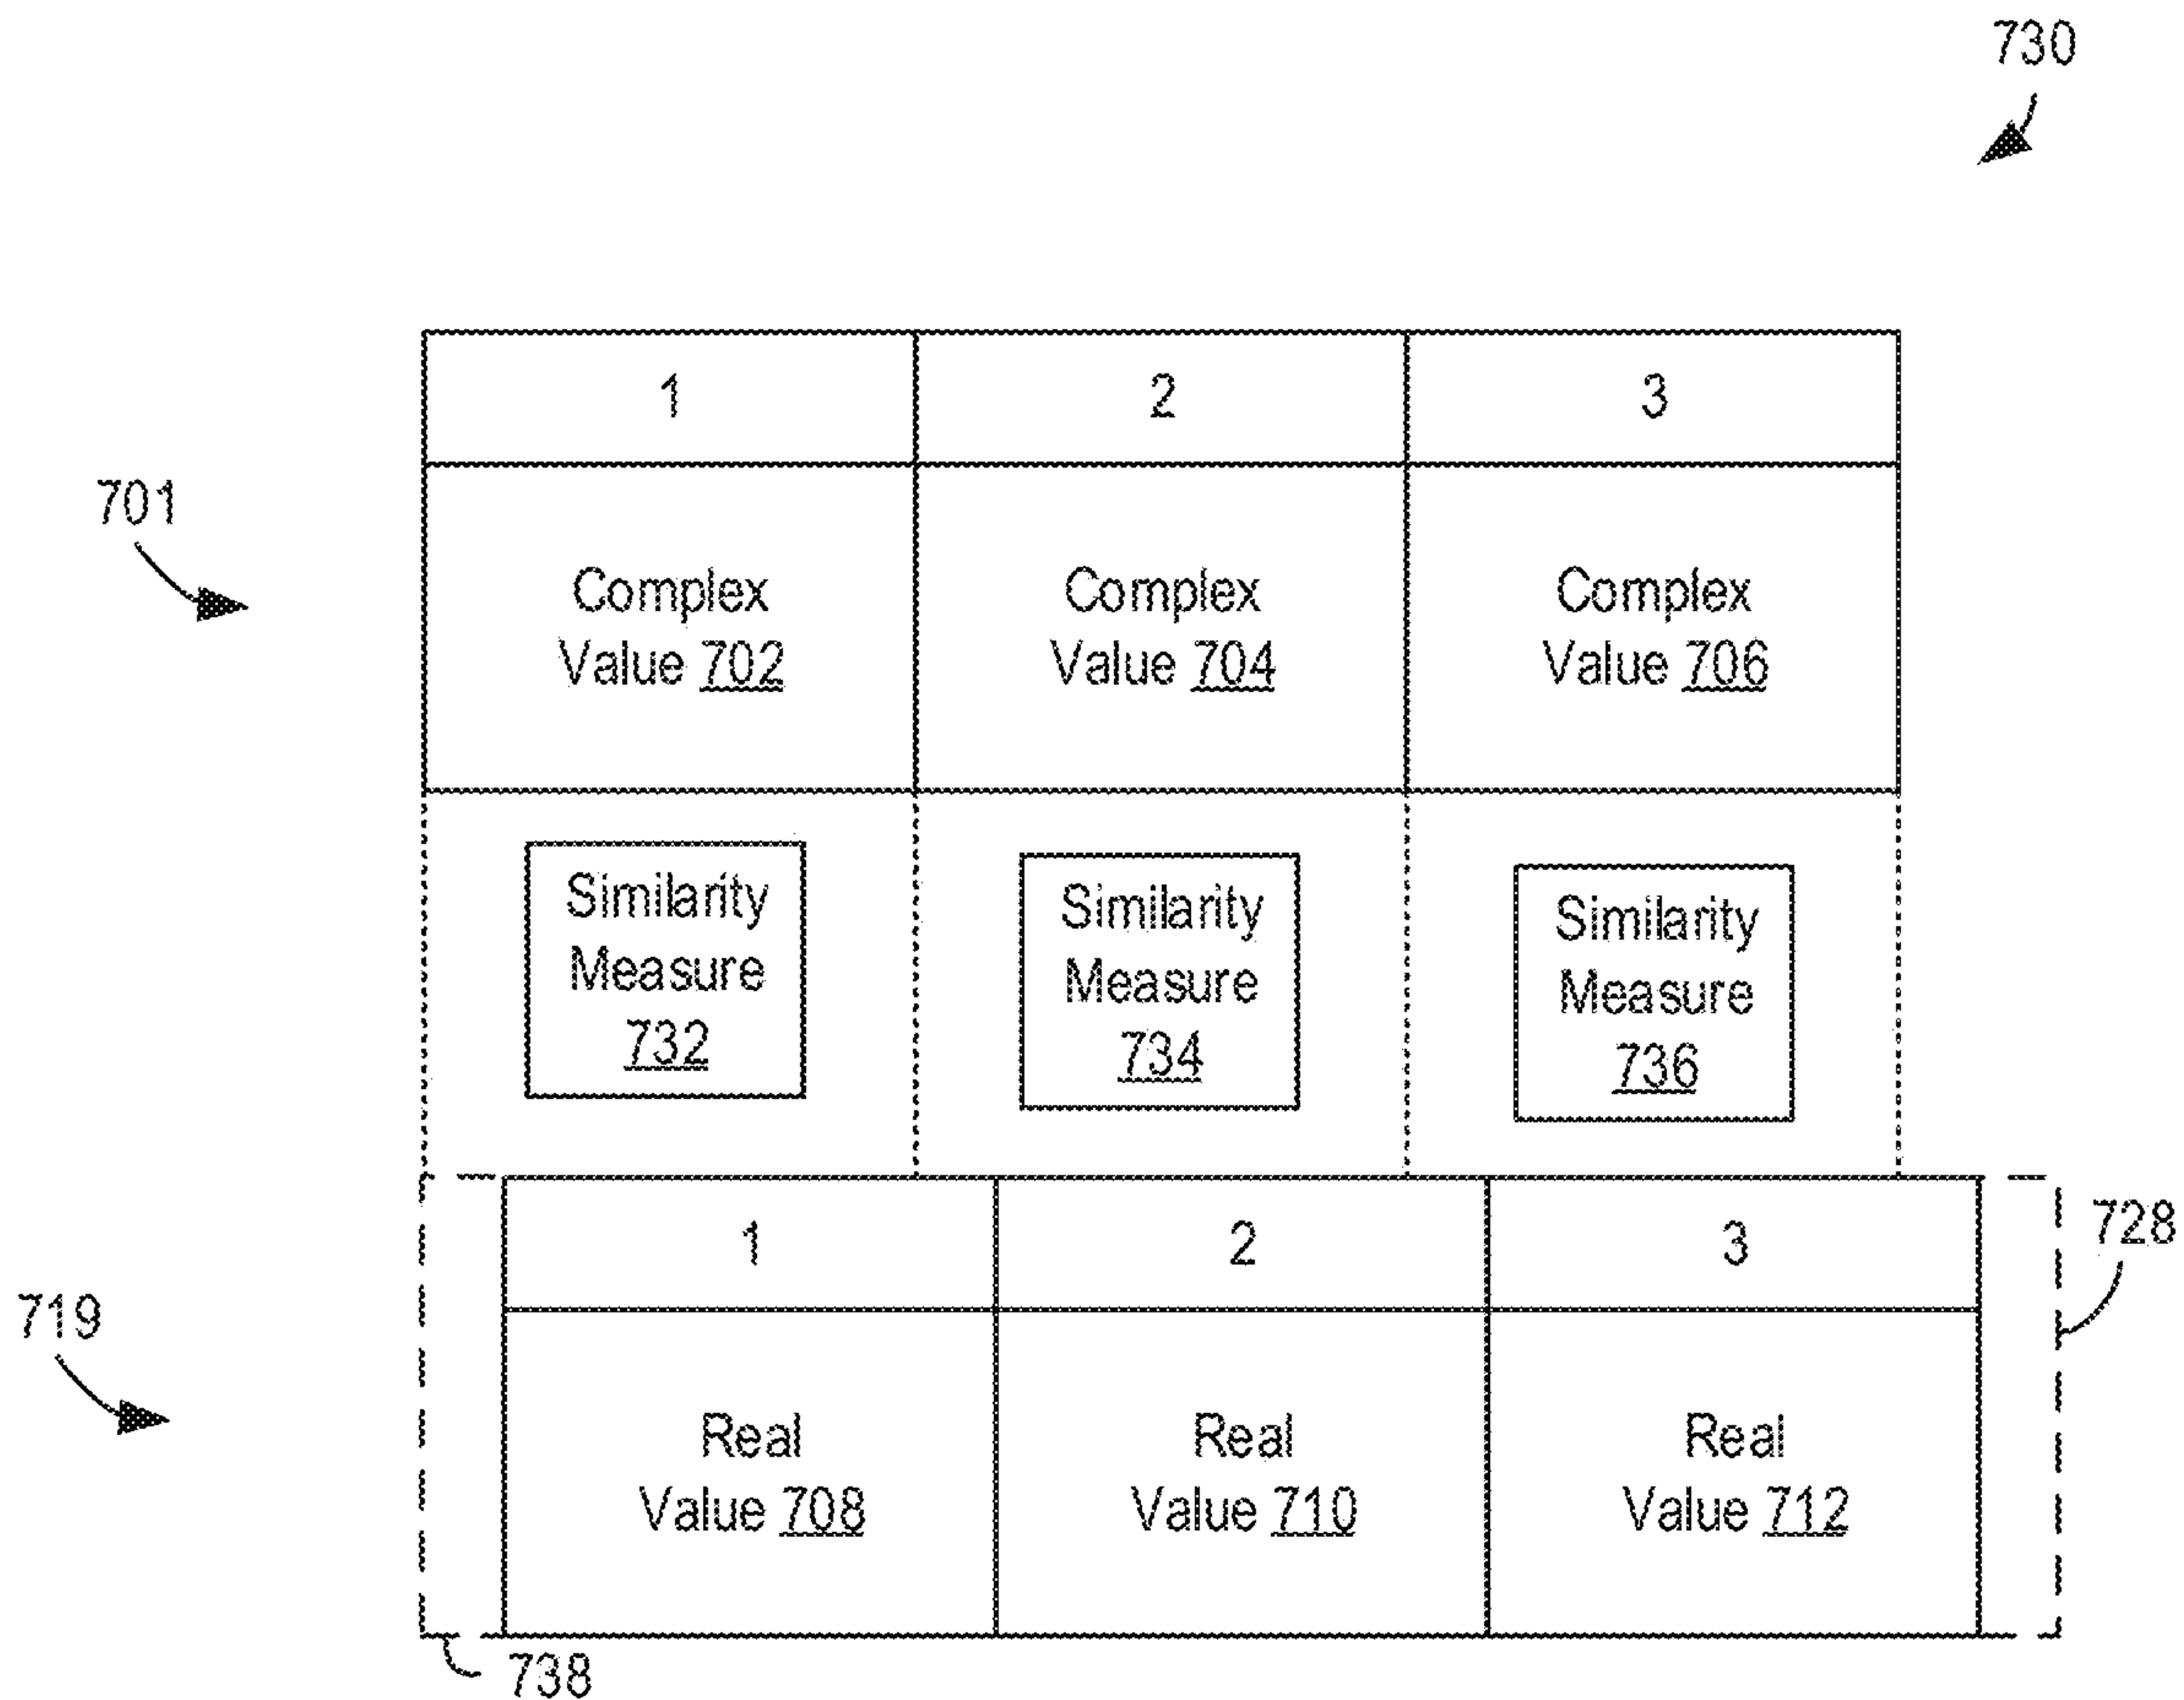 730
1
2
3
701
Complex
Value 702
Complex
Value 704
Complex
Value 706
Similarity
Measure
732
Similarity
Measure
734
Similarity
Measure
736
728
1
2
3
719
Real
Value 708
Real
Value 710
Real
Value 712
738